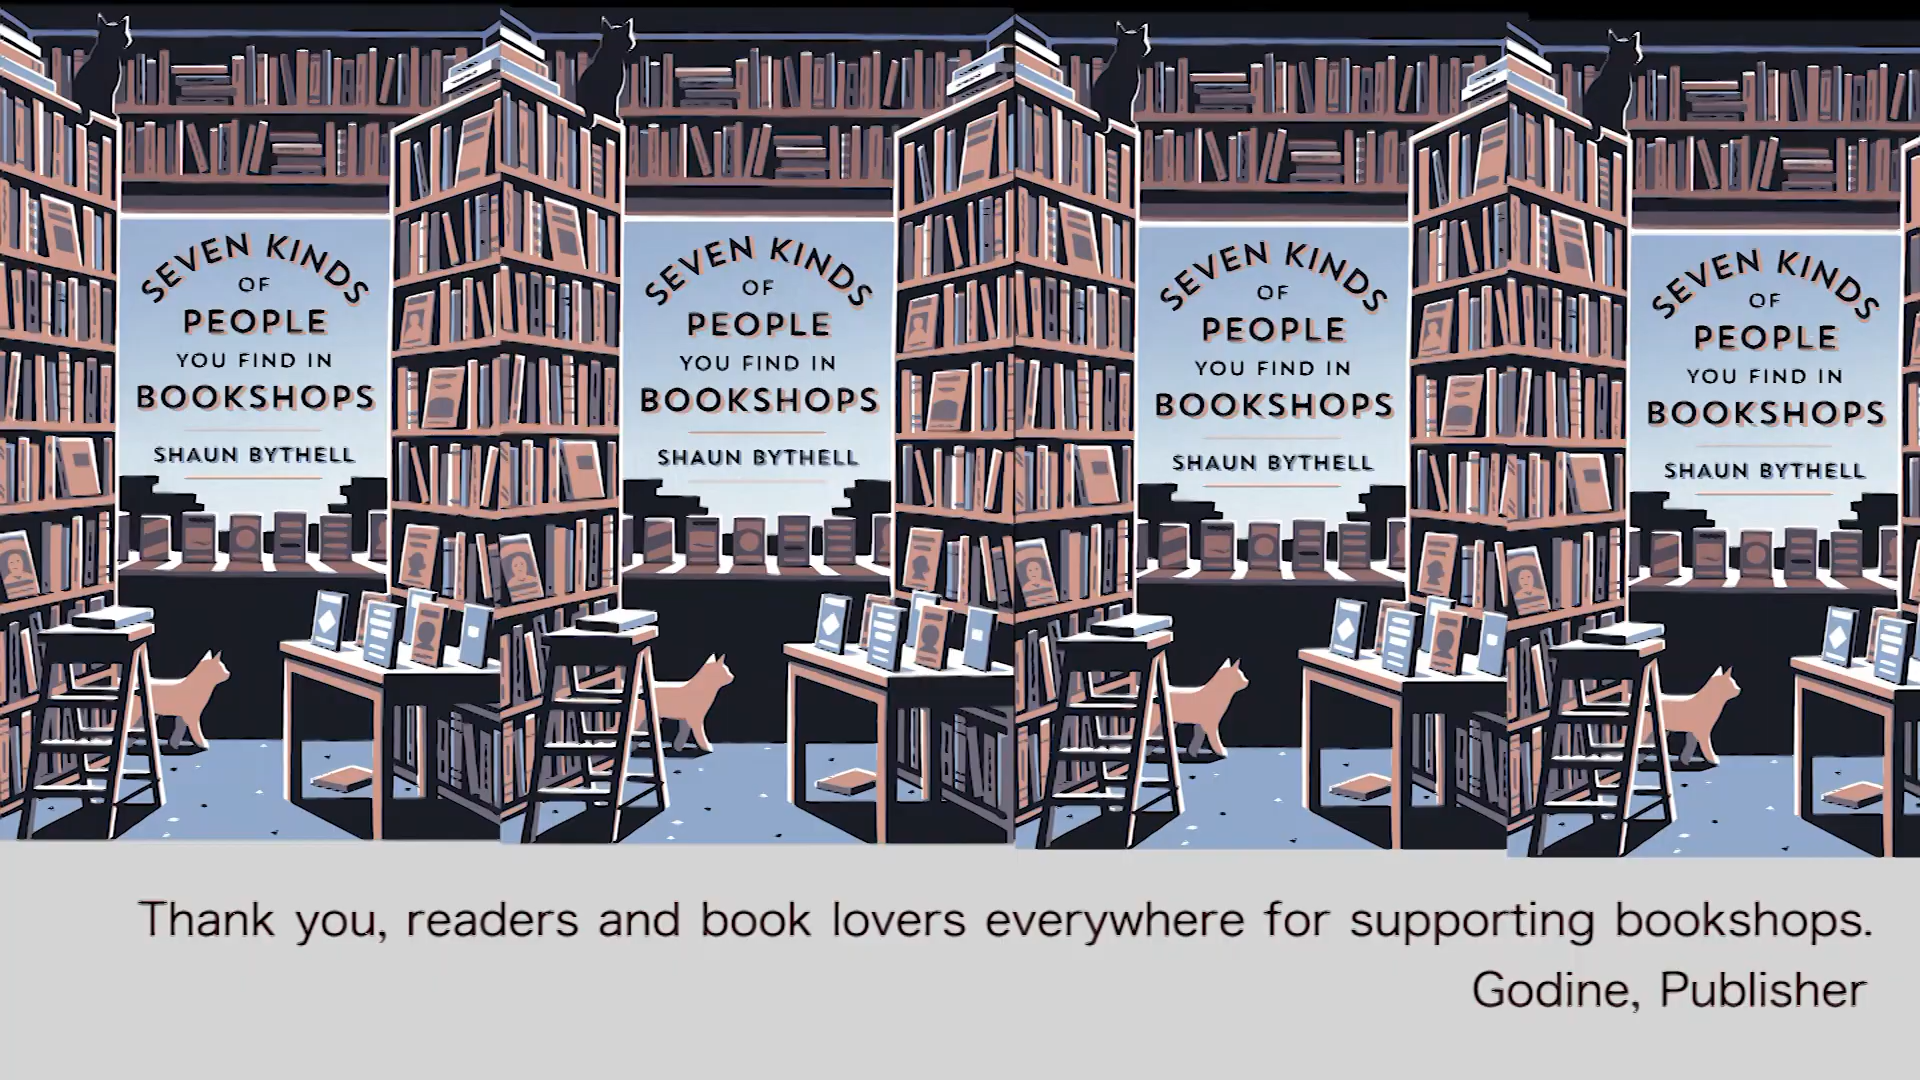 SEVEN KINDS
OF
PEOPLE
YOU FIND IN
BOOKSHOPS
SHAUN BYTHELL
SEVEN KINDS
OF
PEOPLE
YOU FIND IN
BOOKSHOPS
SHAUN BYTHELL
SEVEN KINDS
OF
PEOPLE
YOU FIND IN
BOOKSHOPS
SHAUN BYTHELL
SEVEN KINDS
OF
PEOPLE
YOU FIND IN
BOOKSHOPS
SHAUN BYTHELL
Thank you, readers and book lovers everywhere for supporting bookshops.
Godine, Publisher